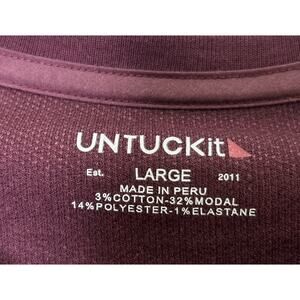 UNTUCKit
Est. LARGE 2011
MADE IN PERU
3%COTTON-32%MODAL
14%POLYESTER-1%ELASTANE